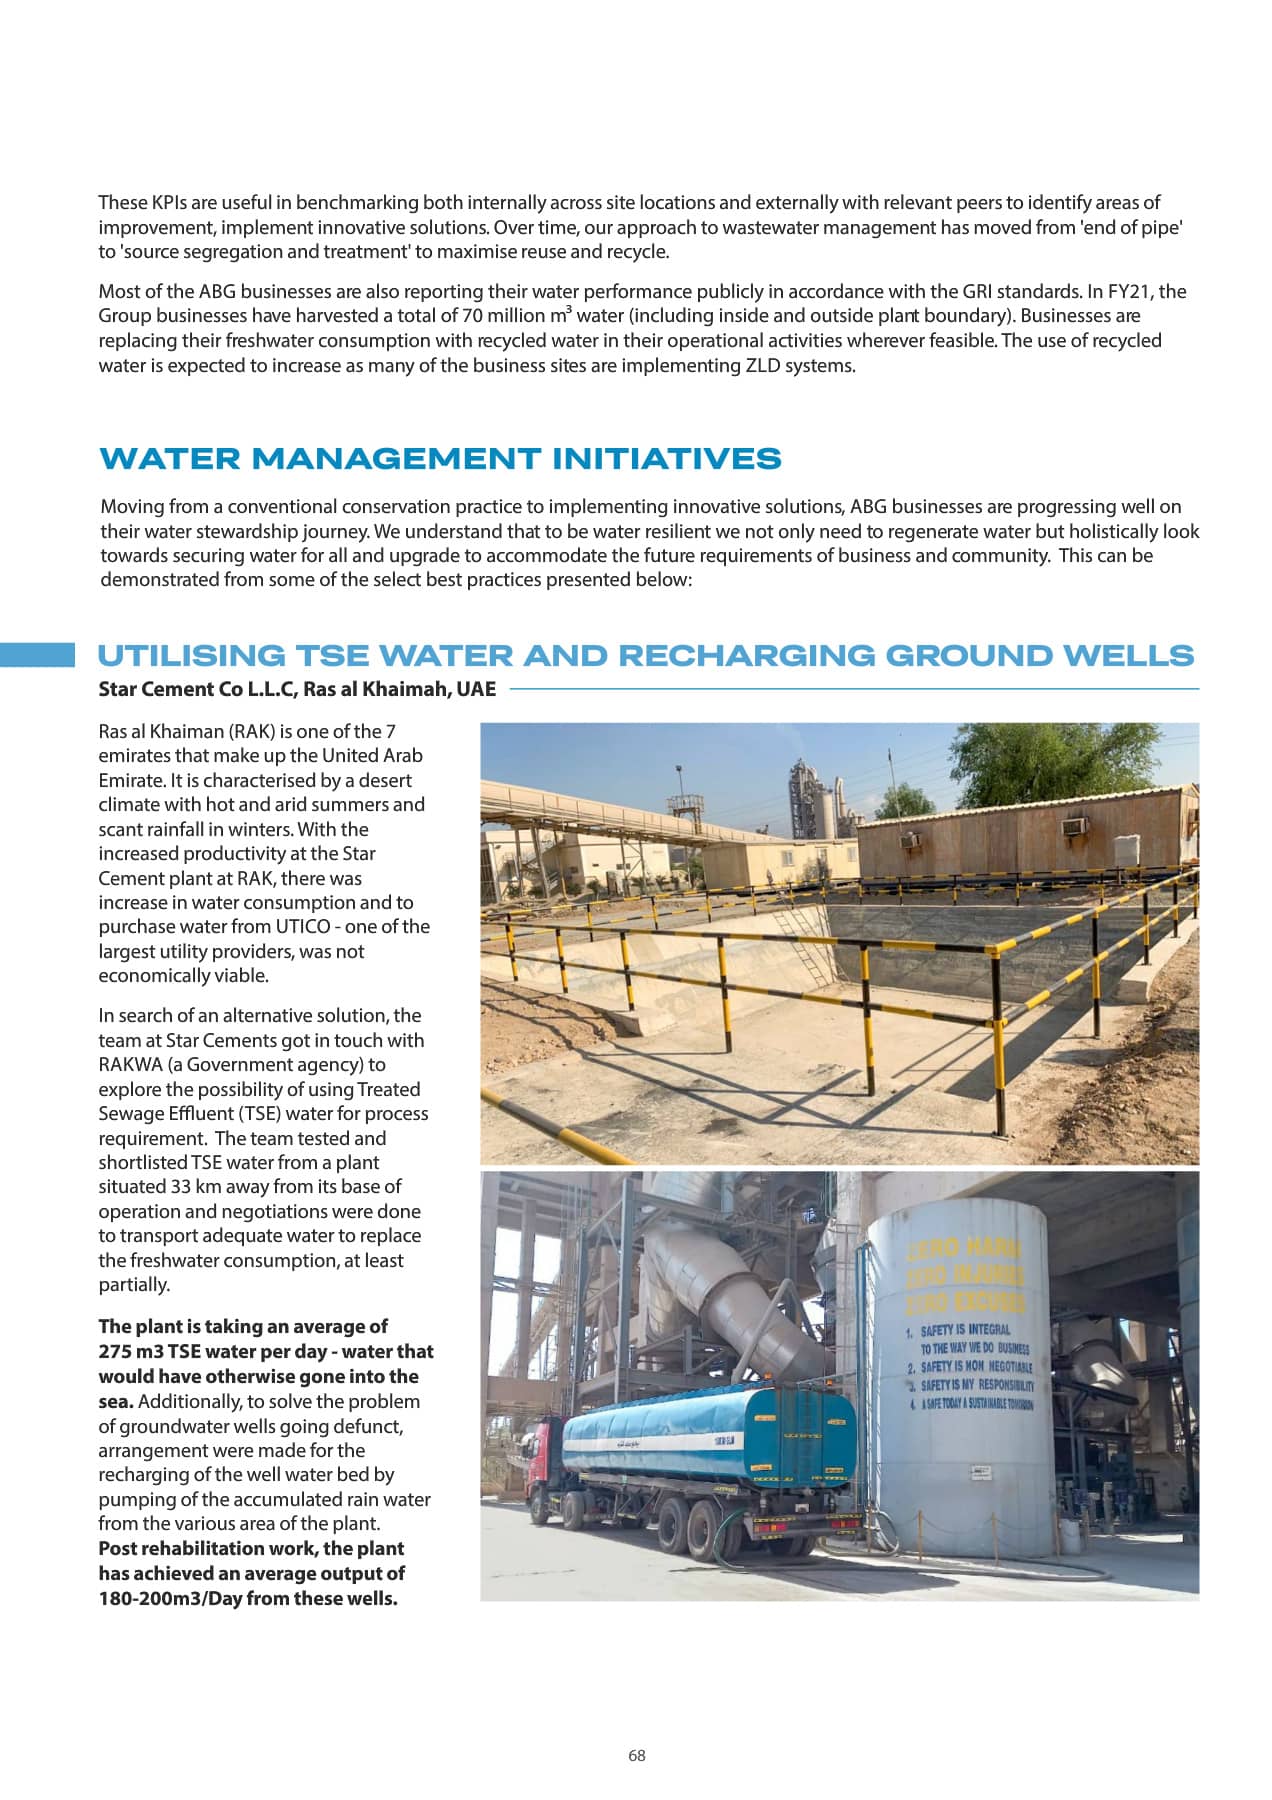 These KPIs are useful in benchmarking both internally across site locations and externally with relevant peers to identify areas of
improvement, implement innovative solutions. Over time, our approach to wastewater management has moved from 'end of pipe'
to 'source segregation and treatment' to maximise reuse and recycle.
Most of the ABG businesses are also reporting their water performance publicly in accordance with the GRI standards. In FY21, the
Group businesses have harvested a total of 70 million m³ water (including inside and outside plant boundary). Businesses are
replacing their freshwater consumption with recycled water in their operational activities wherever feasible. The use of recycled
water is expected to increase as many of the business sites are implementing ZLD systems.
WATER MANAGEMENT INITIATIVES
Moving from a conventional conservation practice to implementing innovative solutions, ABG businesses are progressing well on
their water stewardship journey. We understand that to be water resilient we not only need to regenerate water but holistically look
towards securing water for all and upgrade to accommodate the future requirements of business and community. This can be
demonstrated from some of the select best practices presented below:
UTILISING TSE WATER AND RECHARGING GROUND WELLS
Star Cement Co L.L.C, Ras al Khaimah, UAE
Ras al Khaiman (RAK) is one of the 7
emirates that make up the United Arab
Emirate. It is characterised by a desert
climate with hot and arid summers and
scant rainfall in winters. With the
increased productivity at the Star
Cement plant at RAK, there was
increase in water consumption and to
purchase water from UTICO - one of the
largest utility providers, was not
economically viable.
In search of an alternative solution, the
team at Star Cements got in touch with
RAKWA (a Government agency) to
explore the possibility of using Treated
Sewage Effluent (TSE) water for process
requirement. The team tested and
shortlisted TSE water from a plant
situated 33 km away from its base of
operation and negotiations were done
to transport adequate water to replace
the freshwater consumption, at least
partially.
The plant is taking an average of
275 m3 TSE water per day - water that
would have otherwise gone into the
sea. Additionally, to solve the problem
of groundwater wells going defunct,
arrangement were made for the
recharging of the well water bed by
pumping of the accumulated rain water
from the various area of the plant.
Post rehabilitation work, the plant
has achieved an average output of
180-200m3/Day from these wells.
ZERO HARM
ZERO INJURIES
ZERO EXCUSES
1. SAFETY IS INTEGRAL
TO THE WAY WE DO BUSINESS
2. SAFETY IS NON NEGOTIABLE
3. SAFETY IS MY RESPONSIBILITY
4. A SAFE TODAY A SUSTAINABLE TOMORROW
68